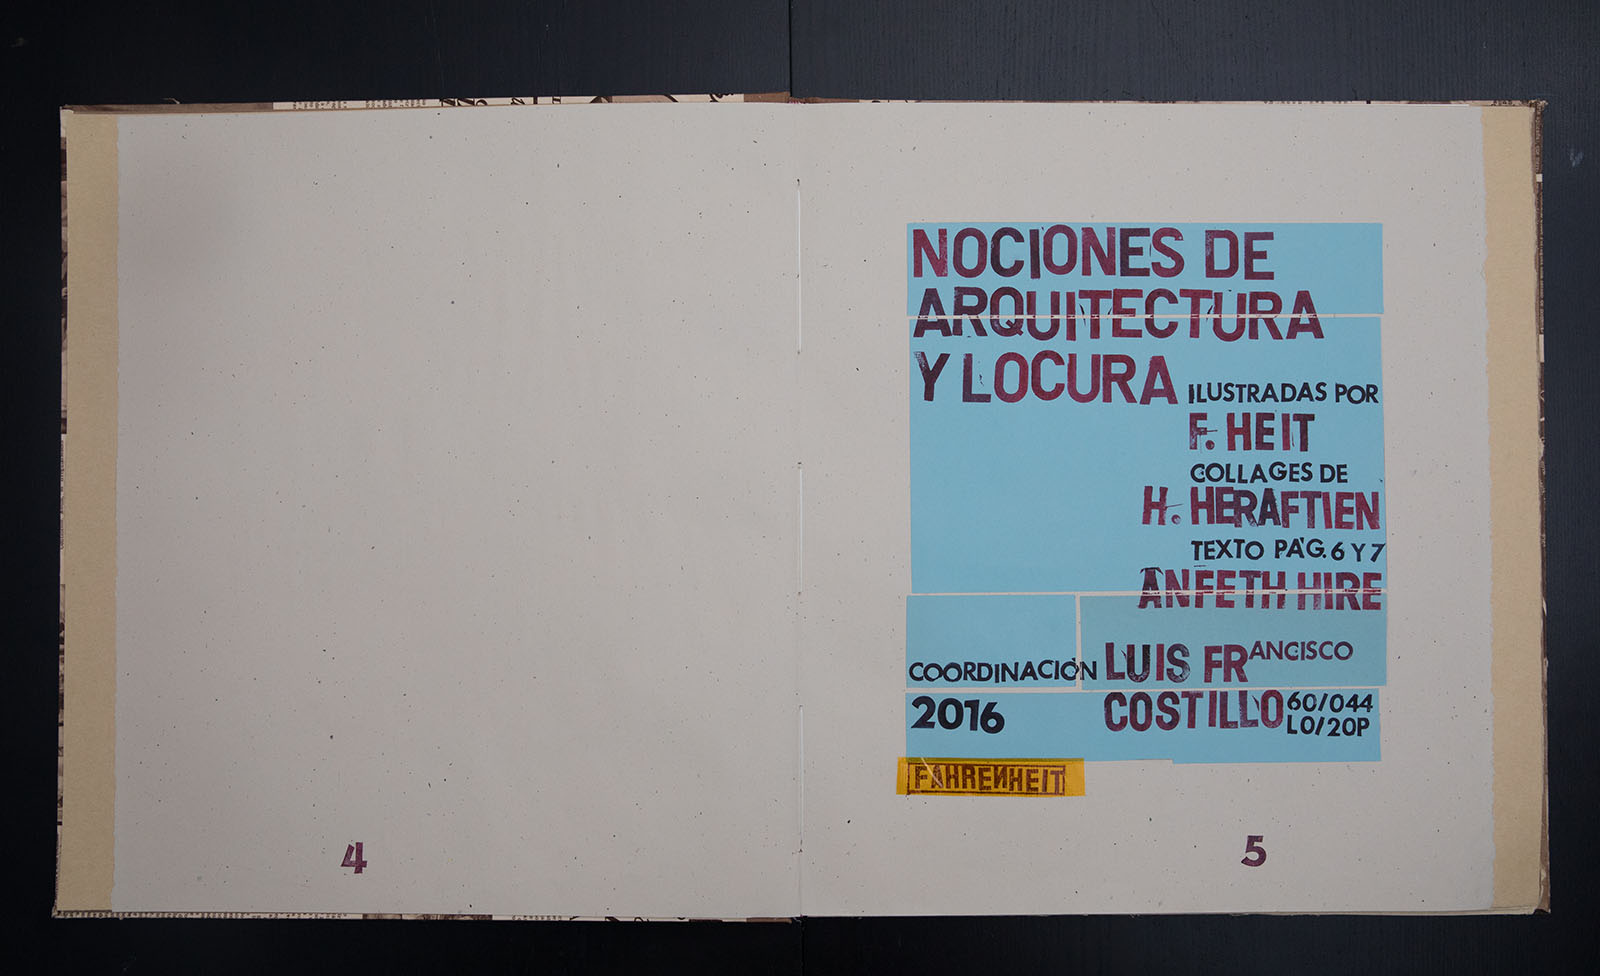 NOCIONES DE
ARQUITECTURA
Y LOCURA
ILUSTRADAS POR
F. HEIT
COLLAGES DE
H. HERAFTIEN
TEXTO PÁG. 6 Y 7
ANFETH HIRE
COORDINACIÓN LUIS FRANCISCO
2016 COSTILLO 60/044
LO/20P
FAHRENHEIT
4
5